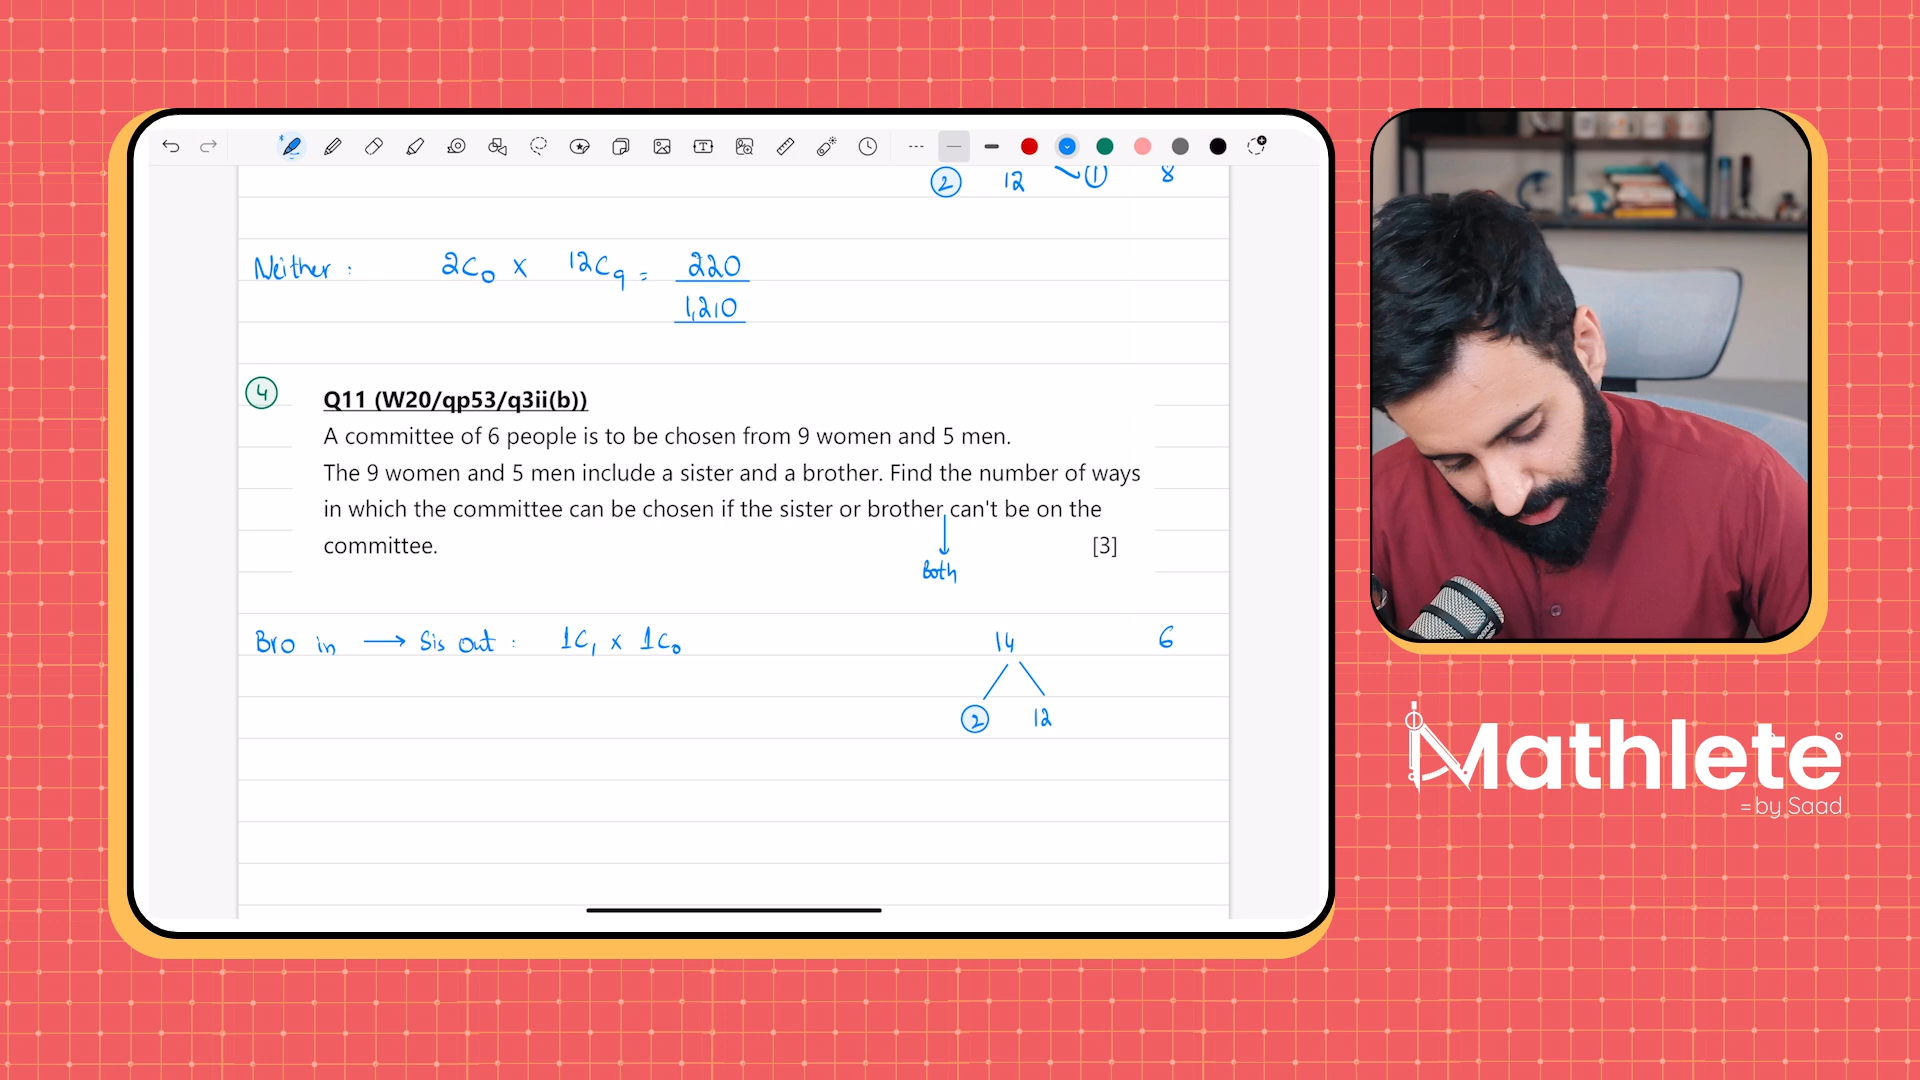 2 12 1 8
Neither : 2C0 x 12C9 = 220
1,210
4
Q11 (W20/qp53/q3ii(b))
A committee of 6 people is to be chosen from 9 women and 5 men.
The 9 women and 5 men include a sister and a brother. Find the number of ways
in which the committee can be chosen if the sister or brother can't be on the
committee. [3]
Both
Bro in → Sis Out : 1C1 x 1C0 14 6
2 12
Mathlete
= by Saad